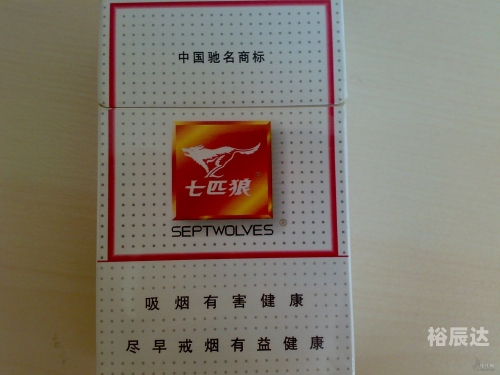 中国驰名商标
七匹狼
SEPTWOLVES ®
吸烟有害健康
尽早戒烟有益健康
裕辰达